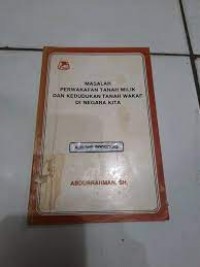 MASALAH
PERWAKAFAN TANAH MILIK
DAN KEDUDUKAN TANAH WAKAF
DI NEGARA KITA
ABDURRAHMAN, SH.